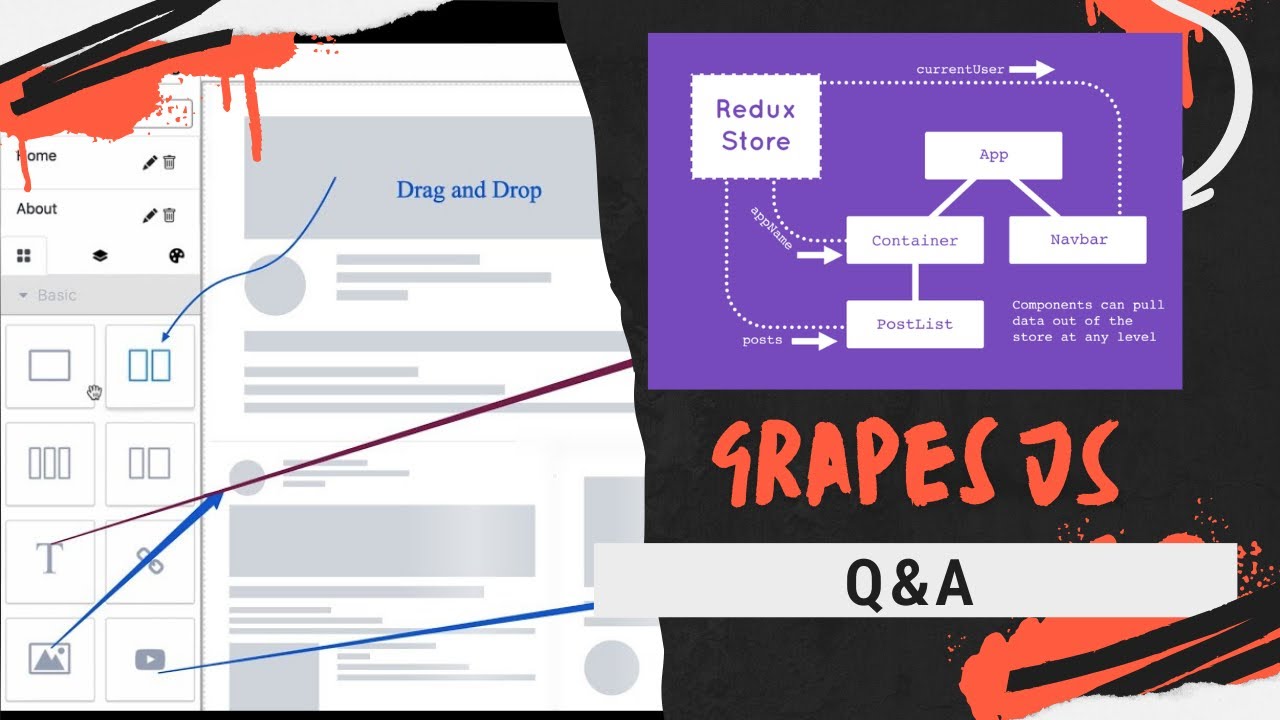 Home
About
Basic
T
Drag and Drop
currentUser
Redux
Store
App
appName
Container
Navbar
PostList
posts
Components can pull
data out of the
store at any level
GRAPES JS
Q&A